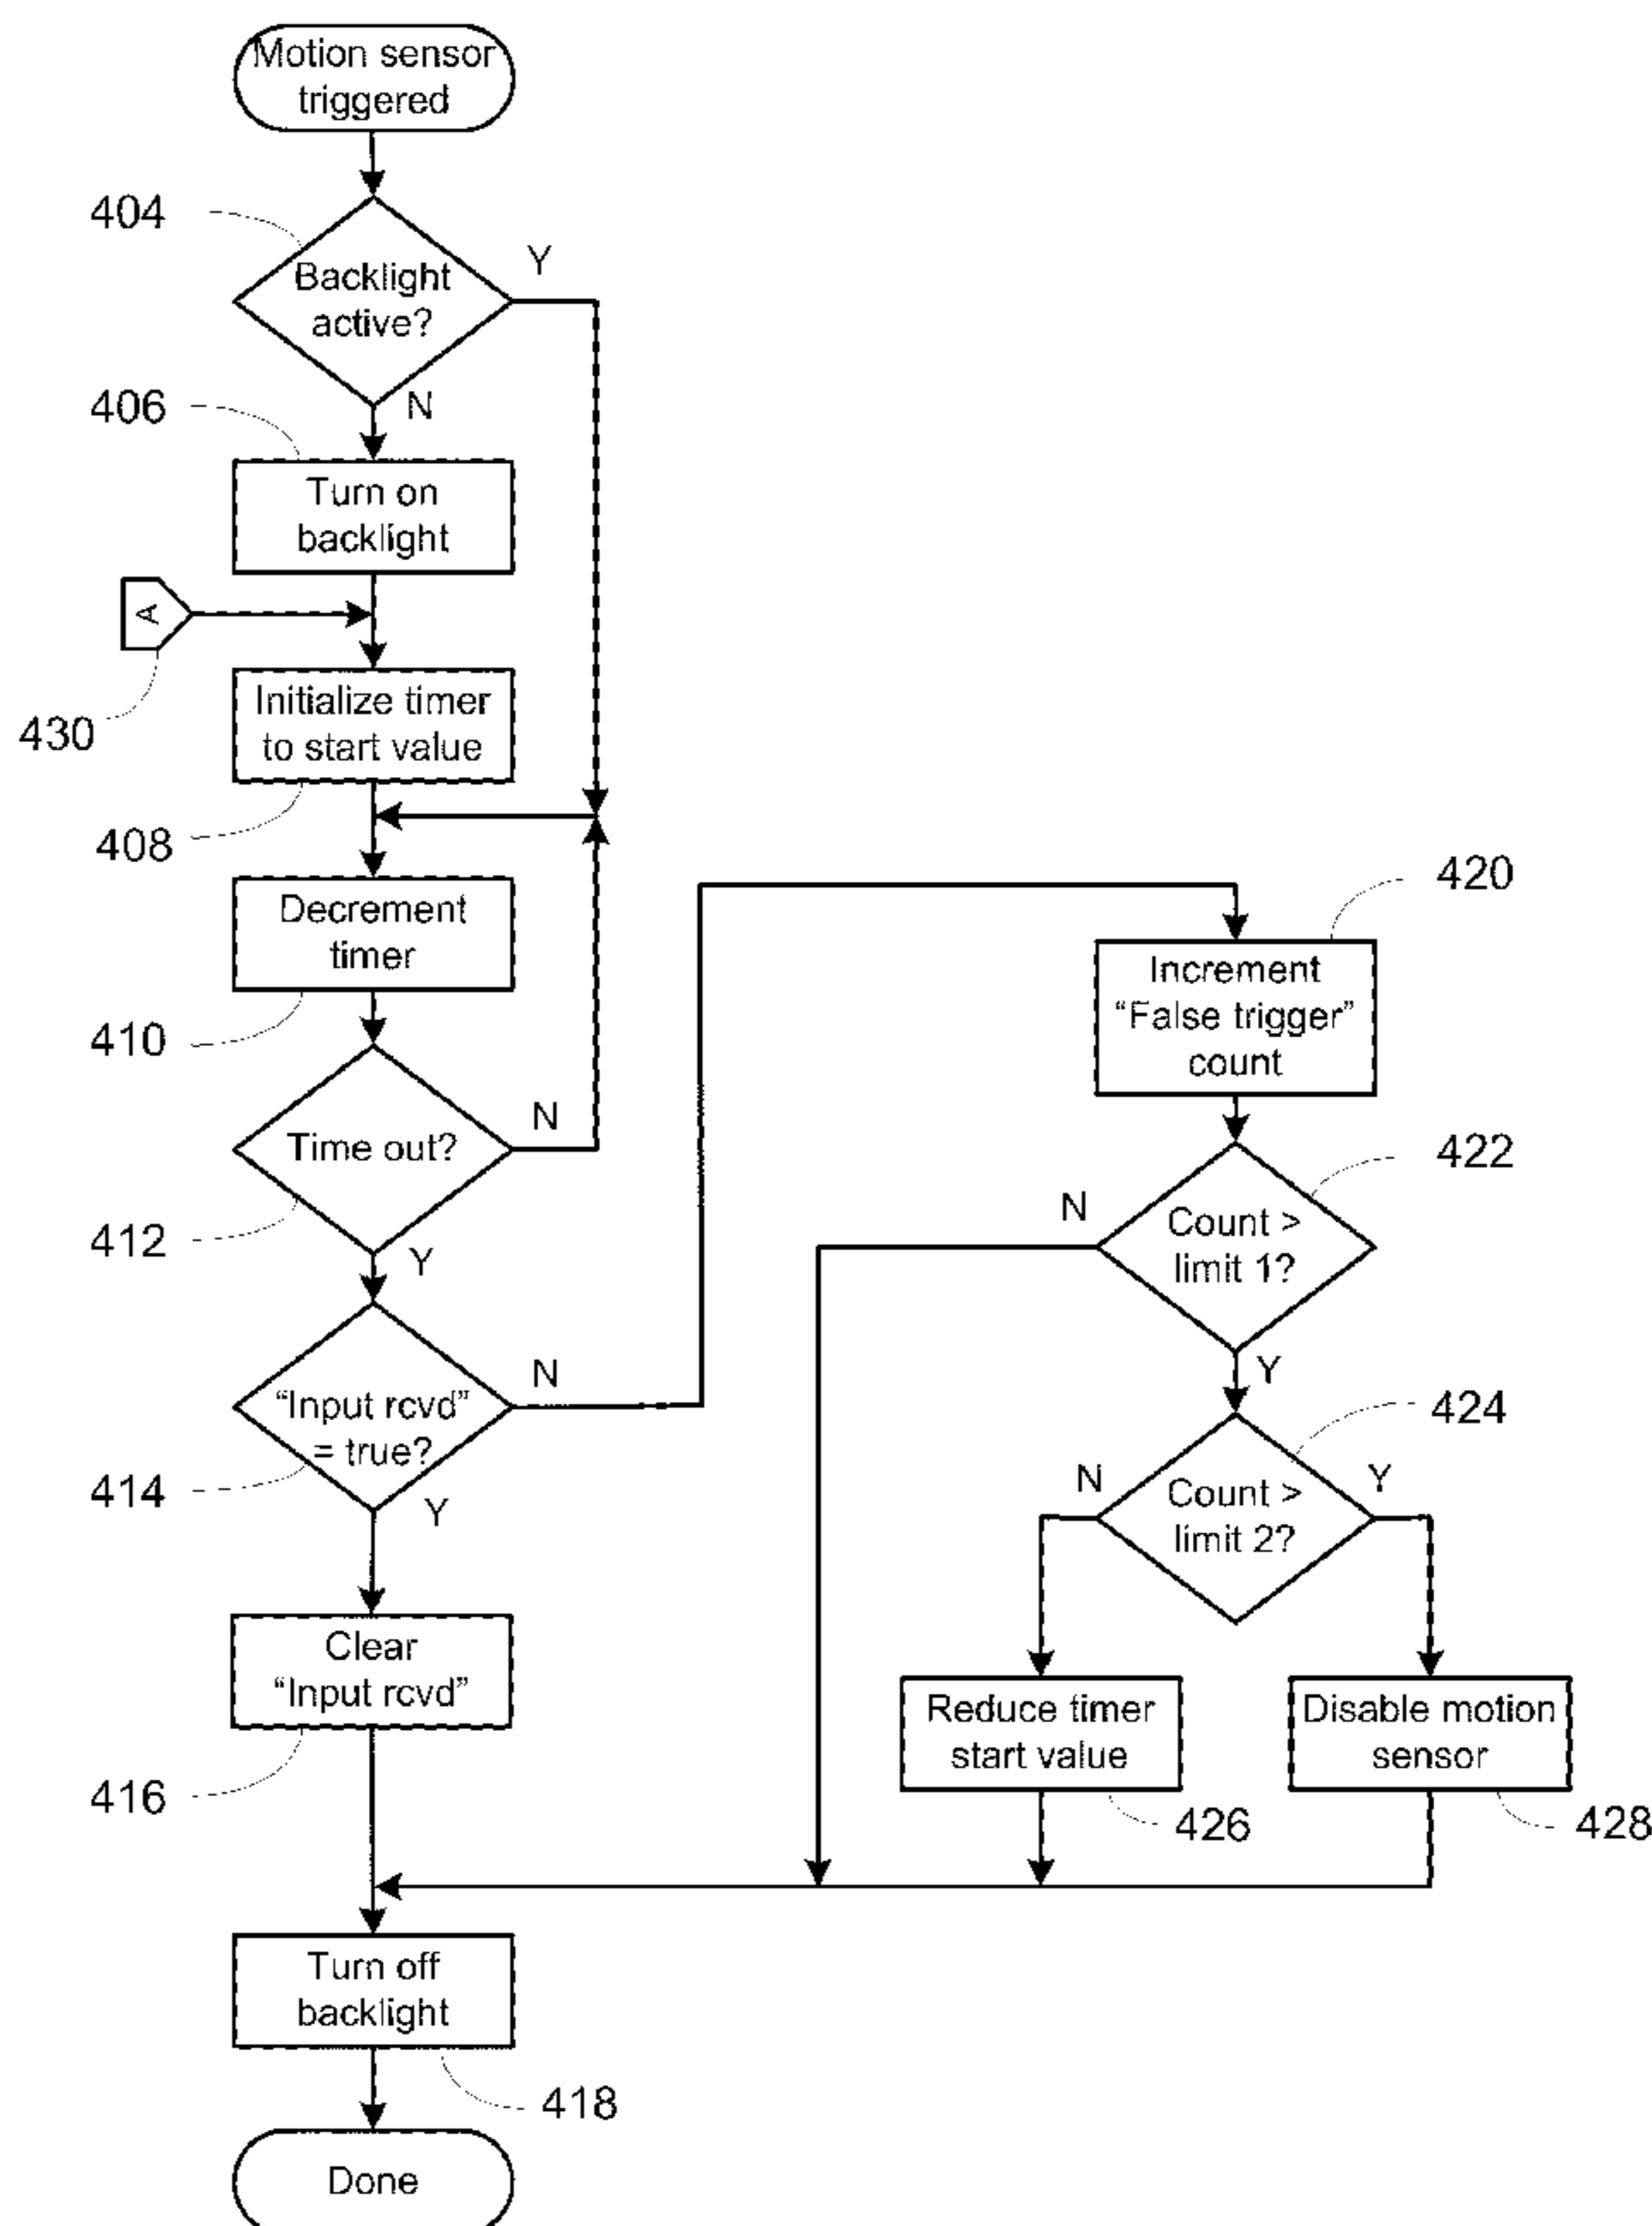 Motion sensor
triggered
404
Backlight
active?
Y
N
406
Turn on
backlight
A
430
Initialize timer
to start value
408
Decrement
timer
410
Time out?
N
412
Y
"Input rcvd"
= true?
N
414
Y
Clear
"Input rcvd"
416
Turn off
backlight
418
Done
420
Increment
"False trigger"
count
422
Count >
limit 1?
N
Y
424
Count >
limit 2?
N
Y
Reduce timer
start value
426
Disable motion
sensor
428